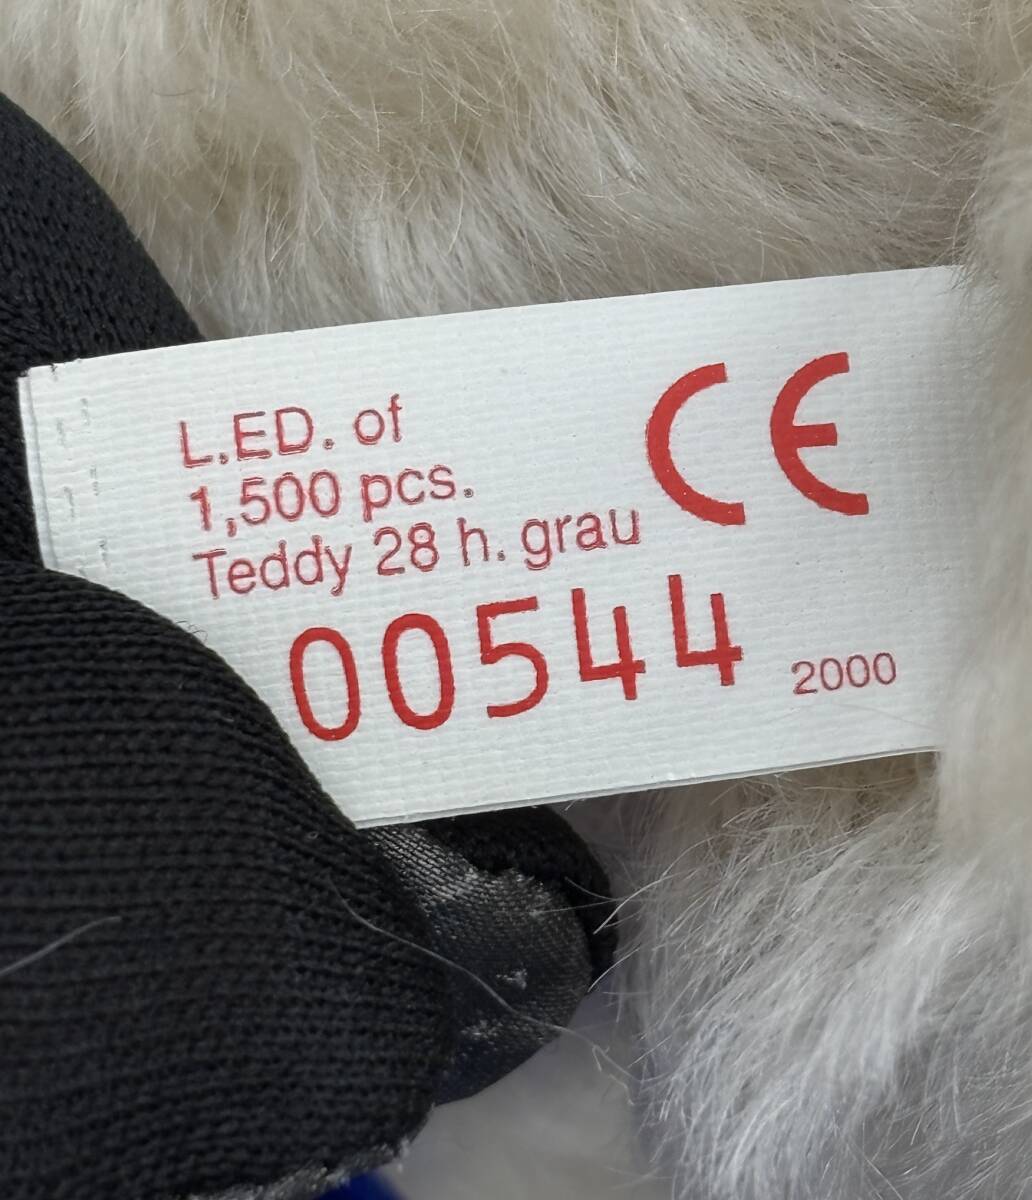 L.ED. of
1,500 pcs.
Teddy 28 h. grau
CE
00544
2000